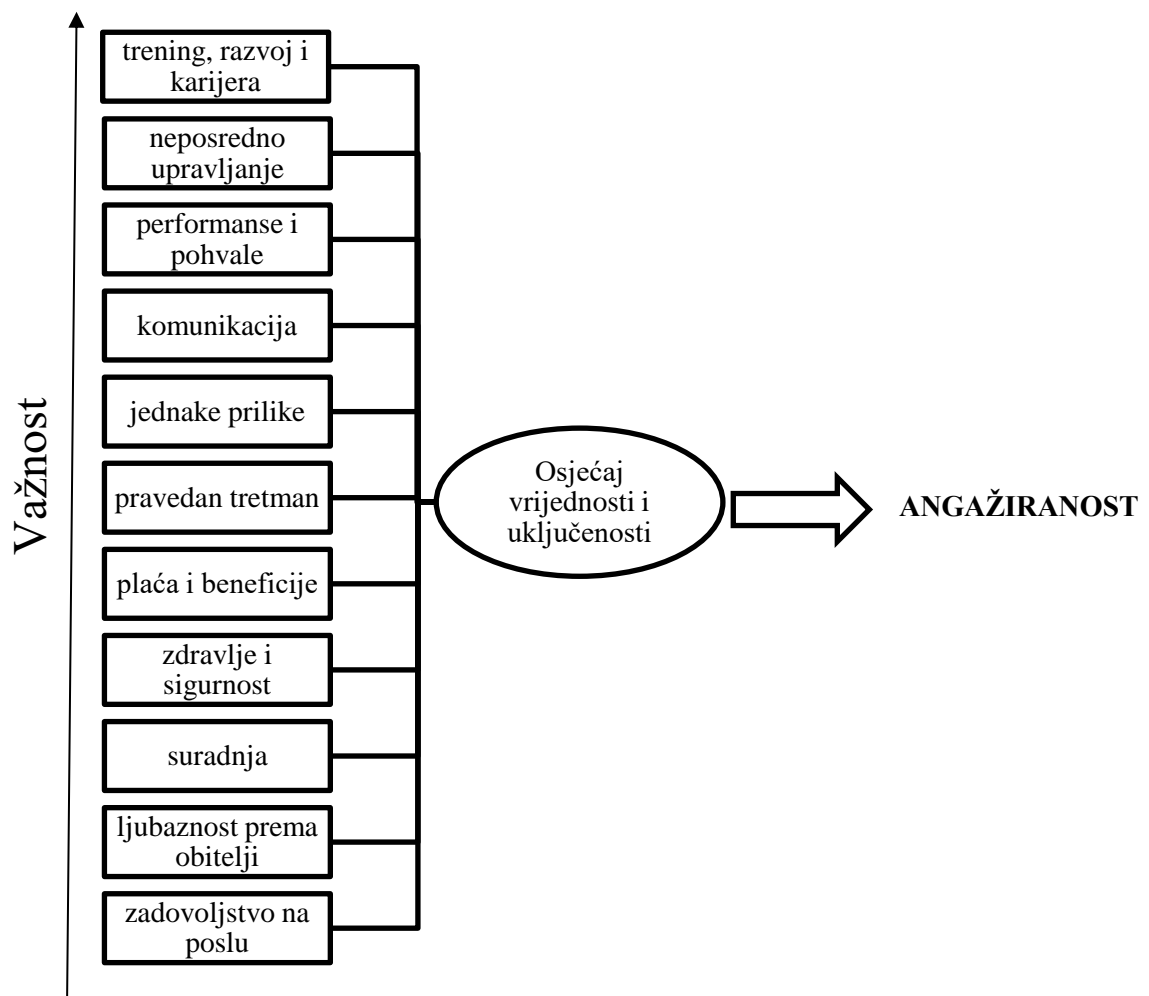 Važnost
trening, razvoj i
karijera
neposredno
upravljanje
performanse i
pohvale
komunikacija
jednake prilike
pravedan tretman
plaća i beneficije
zdravlje i
sigurnost
suradnja
ljubaznost prema
obitelji
zadovoljstvo na
poslu
Osjećaj
vrijednosti i
uključenosti
ANGAŽIRANOST